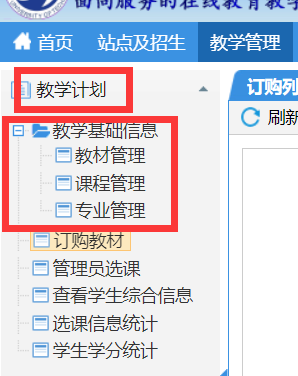 面向服务的在线教育教学
首页 站点及招生 教学管理
教学计划
订购列
刷新
教学基础信息
教材管理
课程管理
专业管理
订购教材
管理员选课
查看学生综合信息
选课信息统计
学生学分统计